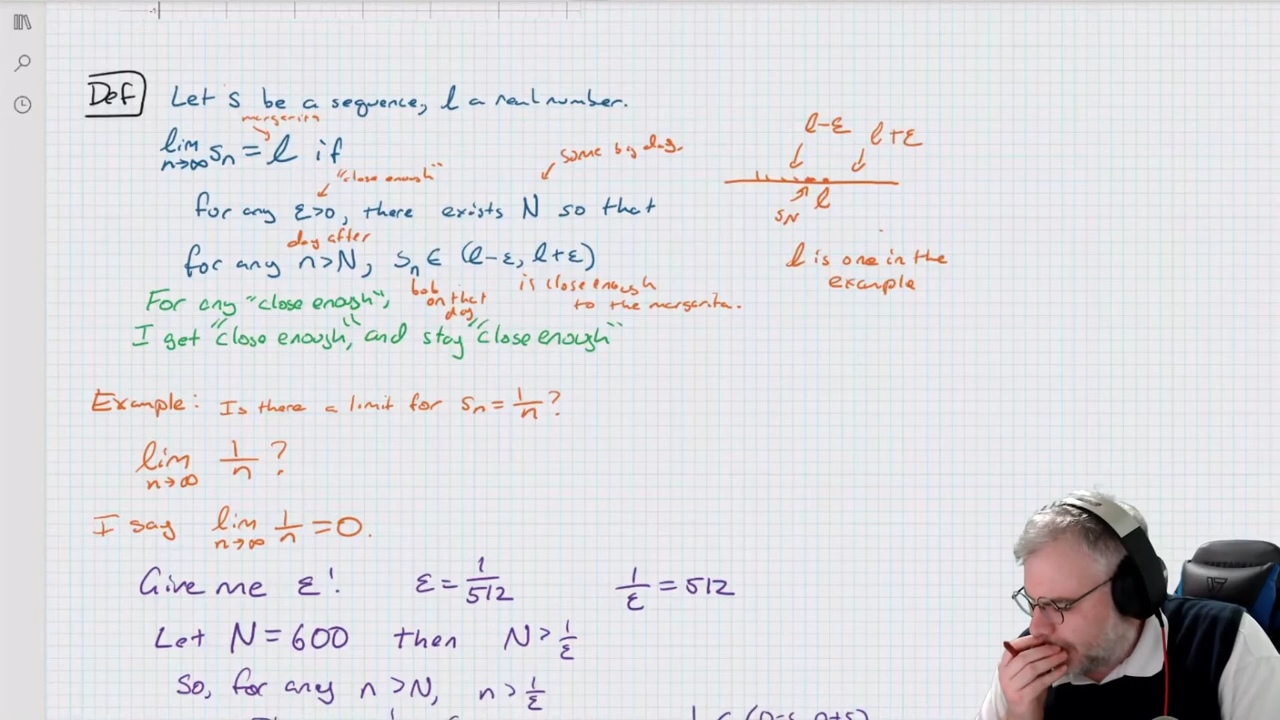 -1
Def Let s be a sequence, l a real number.
margarita
lim n→∞ sₙ = l if
"close enough"
some big day.
for any ε>0, there exists N so that
day after
for any n>N, sₙ ∈ (l-ε, l+ε)
bob on that day
is close enough to the margarita.
For any "close enough",
I get "close enough", and stay "close enough"
l-ε l+ε
s_N l
l is one in the
example
Example: Is there a limit for sₙ = 1/n?
lim n→∞ 1/n ?
I say lim n→∞ 1/n = 0.
Give me ε! ε = 1/512 1/ε = 512
Let N = 600 then N > 1/ε
So, for any n > N, n > 1/ε